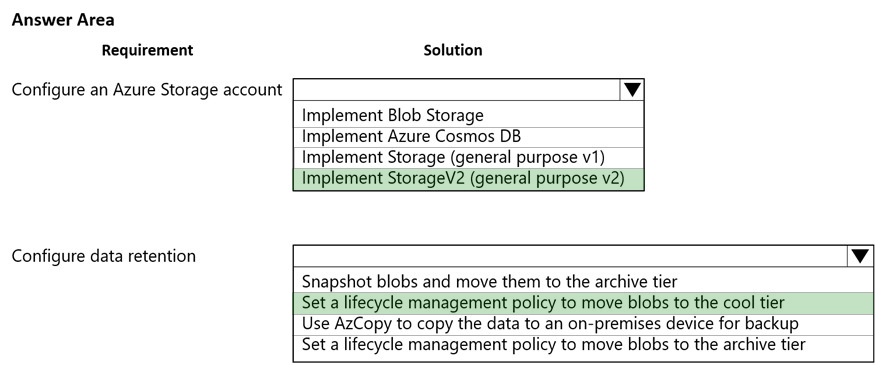 Answer Area
Requirement Solution
Configure an Azure Storage account
Implement Blob Storage
Implement Azure Cosmos DB
Implement Storage (general purpose v1)
Implement StorageV2 (general purpose v2)
Configure data retention
Snapshot blobs and move them to the archive tier
Set a lifecycle management policy to move blobs to the cool tier
Use AzCopy to copy the data to an on-premises device for backup
Set a lifecycle management policy to move blobs to the archive tier